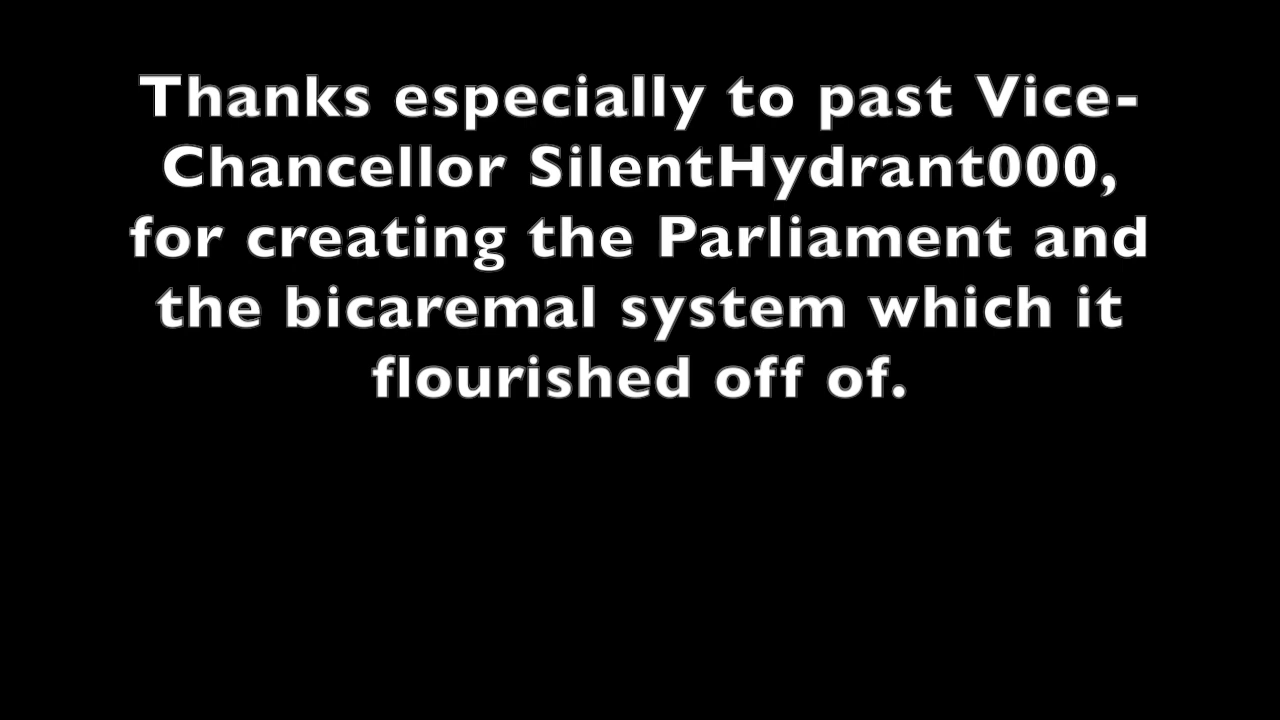 Thanks especially to past Vice-
Chancellor SilentHydrant000,
for creating the Parliament and
the bicaremal system which it
flourished off of.